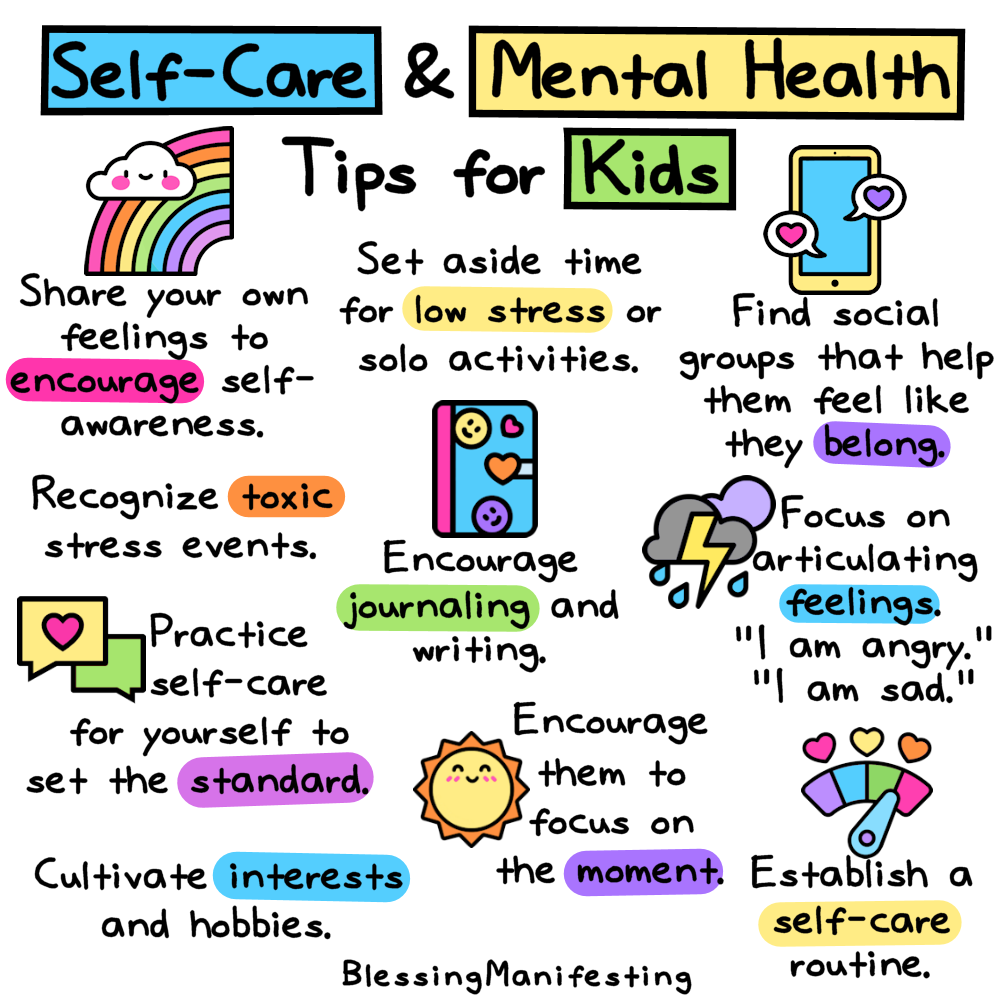 Self-Care & Mental Health
Tips for Kids
Share your own
feelings to
encourage self-
awareness.
Set aside time
for low stress or
solo activities.
Find social
groups that help
them feel like
they belong.
Recognize toxic
stress events.
Encourage
journaling and
writing.
Focus on
articulating
feelings.
"I am angry."
"I am sad."
Practice
self-care
for yourself to
set the standard.
Encourage
them to
focus on
the moment.
Cultivate interests
and hobbies.
Establish a
self-care
routine.
BlessingManifesting